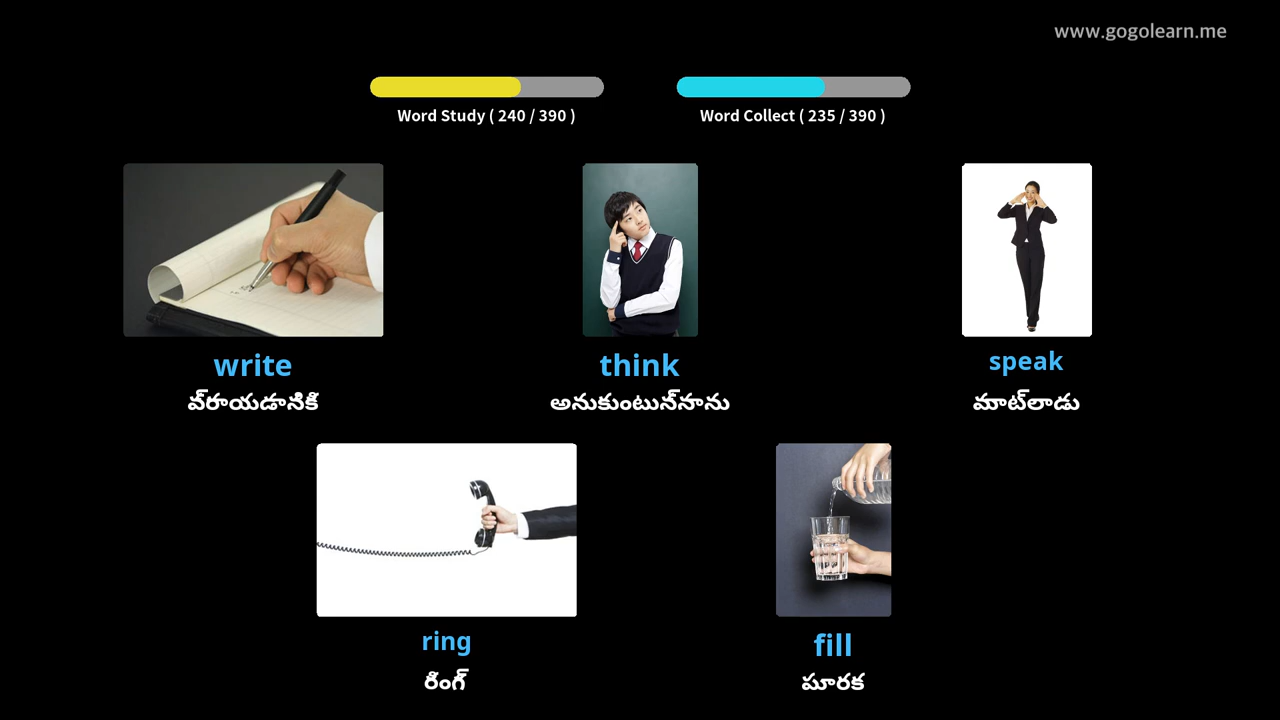 www.gogolearn.me
Word Study ( 240 / 390 )
Word Collect ( 235 / 390 )
write
think
speak
వ్‌రాయడానికి
అనుకుంటున్‌నాను
మాట్‌లాడు
ring
fill
రింగ్
పూరక